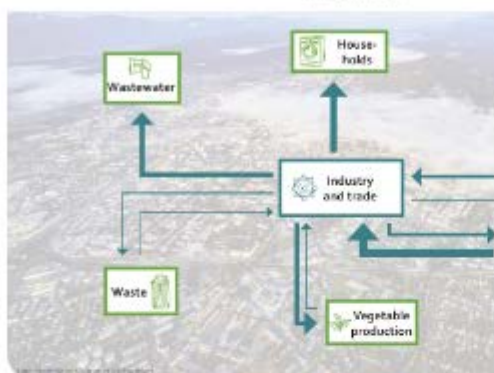 House-
holds
Wastewater
Industry
and trade
Waste
Vegetable
production